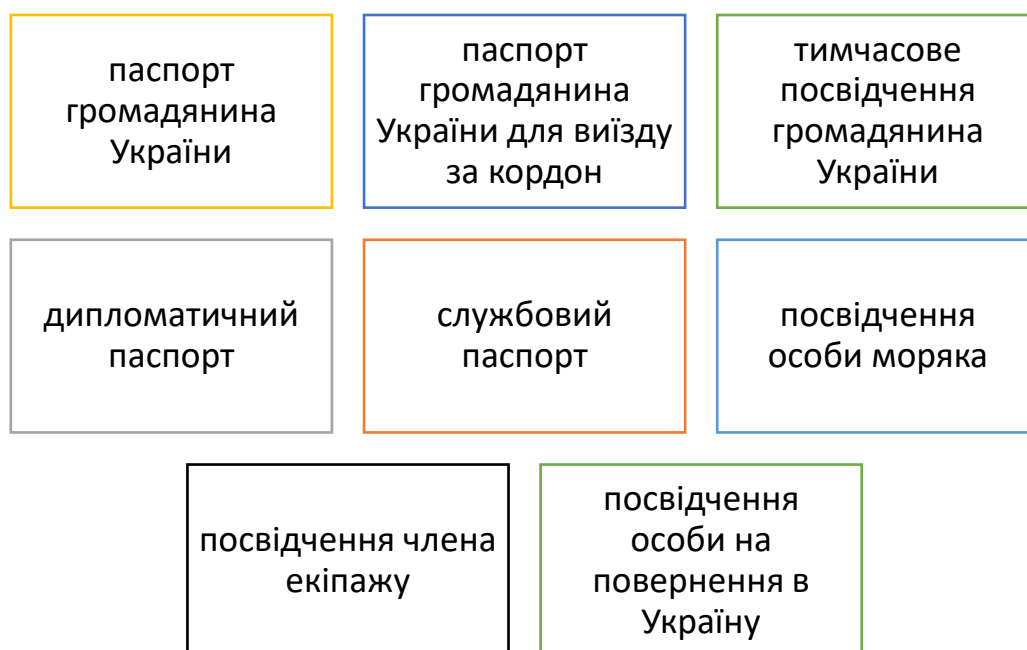 паспорт
громадянина
України
паспорт
громадянина
України для виїзду
за кордон
тимчасове
посвідчення
громадянина
України
дипломатичний
паспорт
службовий
паспорт
посвідчення
особи моряка
посвідчення члена
екіпажу
посвідчення
особи на
повернення в
Україну